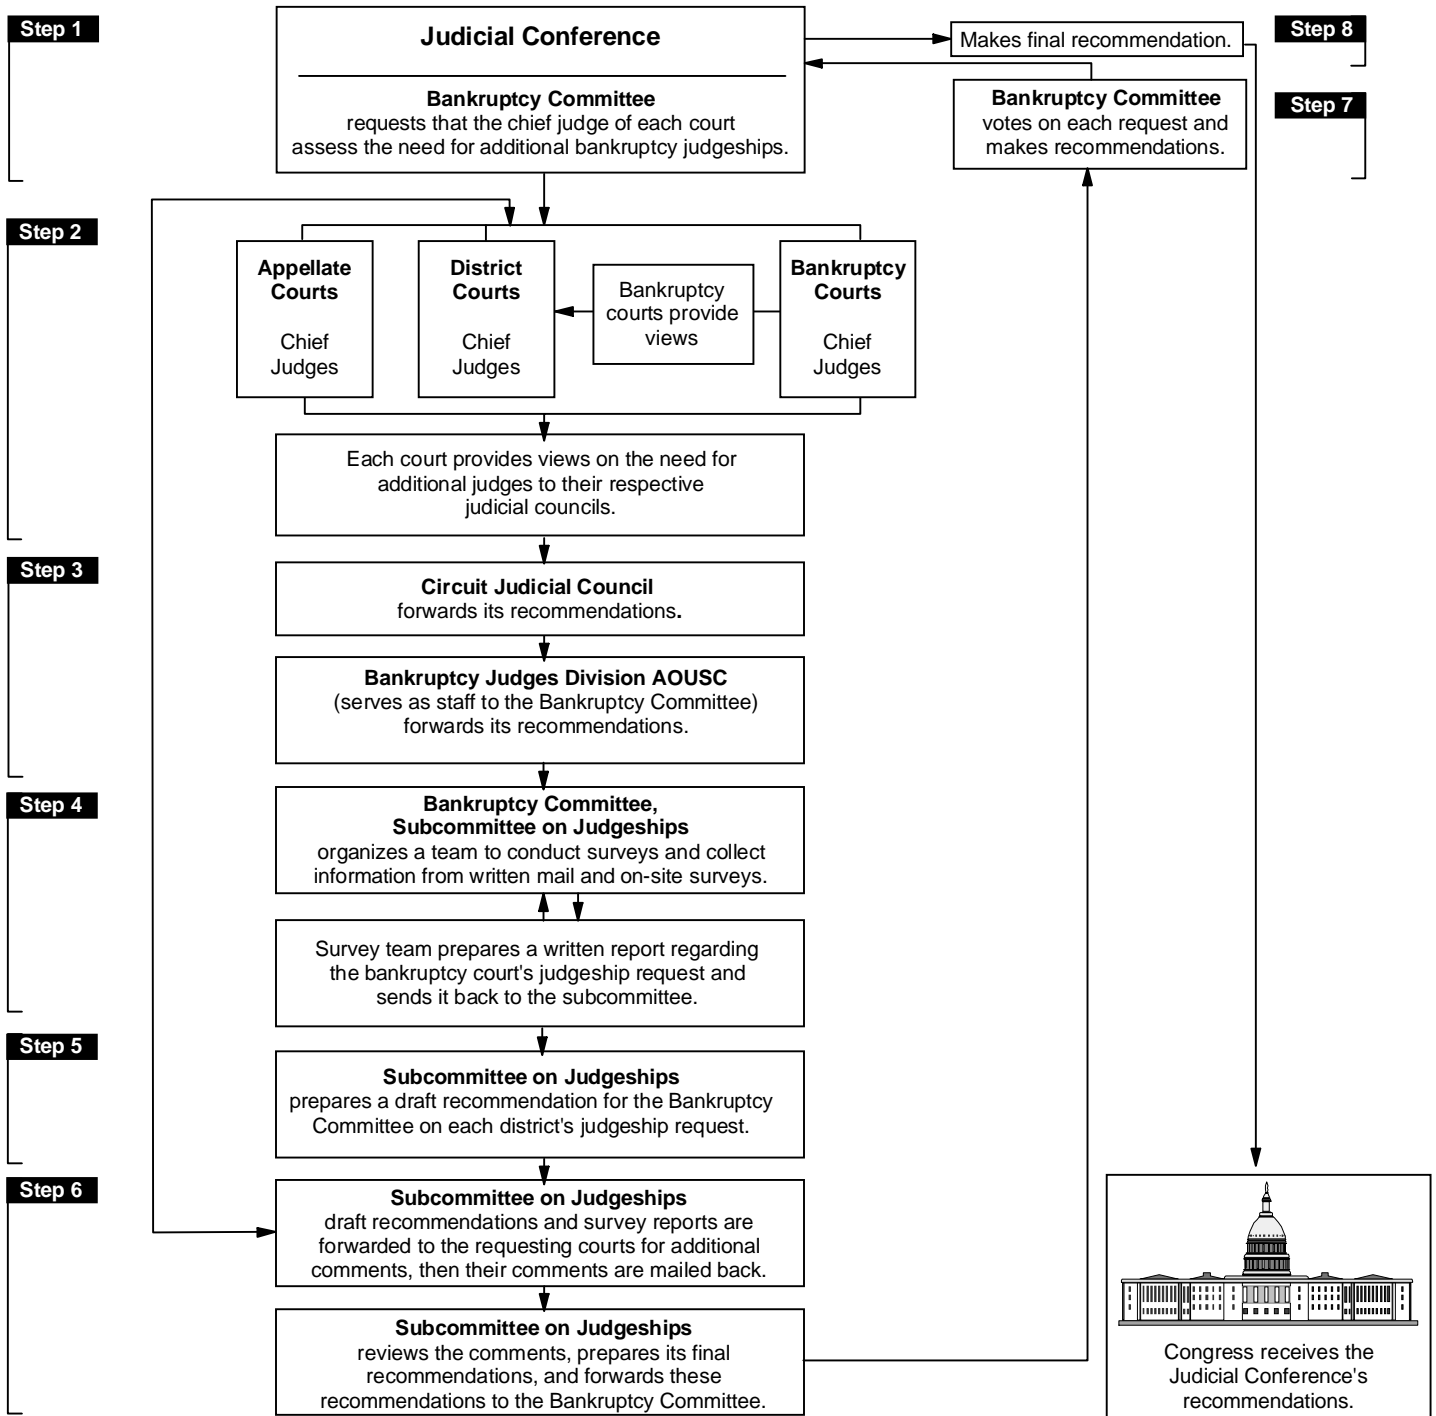 Step 1
Judicial Conference
Bankruptcy Committee
requests that the chief judge of each court
assess the need for additional bankruptcy judgeships.
Makes final recommendation.
Step 8
Bankruptcy Committee
votes on each request and
makes recommendations.
Step 7
Step 2
Appellate
Courts
Chief
Judges
District
Courts
Chief
Judges
Bankruptcy
courts provide
views
Bankruptcy
Courts
Chief
Judges
Each court provides views on the need for
additional judges to their respective
judicial councils.
Step 3
Circuit Judicial Council
forwards its recommendations.
Bankruptcy Judges Division AOUSC
(serves as staff to the Bankruptcy Committee)
forwards its recommendations.
Step 4
Bankruptcy Committee,
Subcommittee on Judgeships
organizes a team to conduct surveys and collect
information from written mail and on-site surveys.
Survey team prepares a written report regarding
the bankruptcy court's judgeship request and
sends it back to the subcommittee.
Step 5
Subcommittee on Judgeships
prepares a draft recommendation for the Bankruptcy
Committee on each district's judgeship request.
Step 6
Subcommittee on Judgeships
draft recommendations and survey reports are
forwarded to the requesting courts for additional
comments, then their comments are mailed back.
Subcommittee on Judgeships
reviews the comments, prepares its final
recommendations, and forwards these
recommendations to the Bankruptcy Committee.
Congress receives the
Judicial Conference's
recommendations.